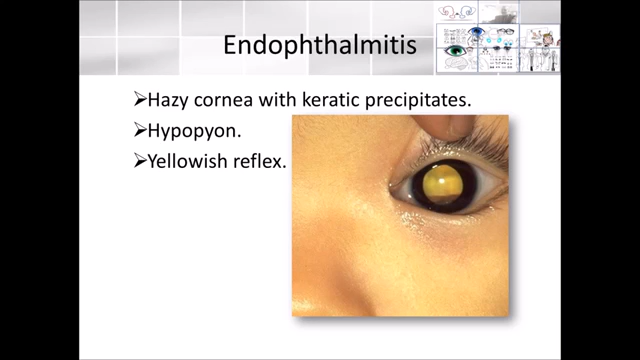 Endophthalmitis
➢Hazy cornea with keratic precipitates.
➢Hypopyon.
➢Yellowish reflex.